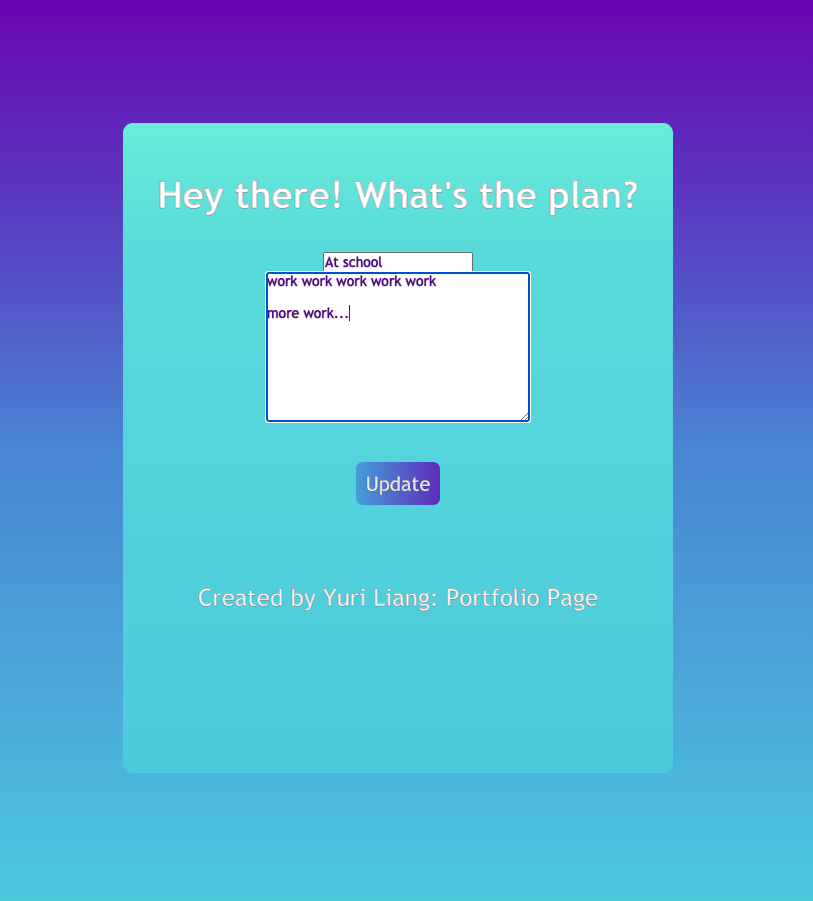 Hey there! What's the plan?
At school
work work work work work
more work...
Update
Created by Yuri Liang: Portfolio Page